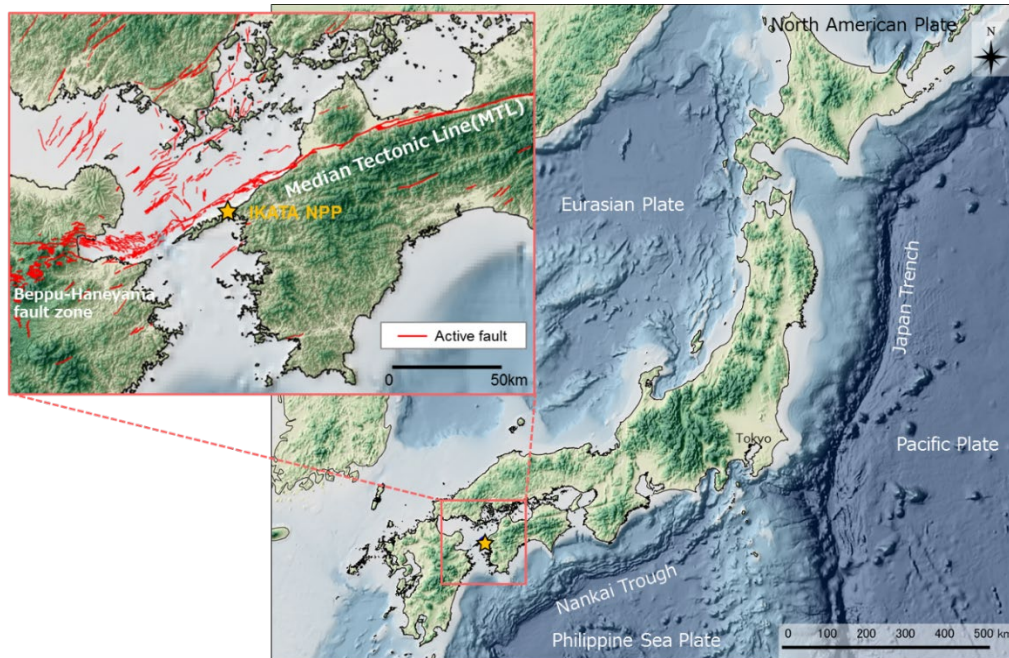 North American Plate
N
Median Tectonic Line(MTL)
IKATA NPP
Beppu-Haneyama
fault zone
Active fault
0 50km
Eurasian Plate
Japan Trench
Tokyo
Pacific Plate
Nankai Trough
Philippine Sea Plate
0 100 200 300 400 500 km